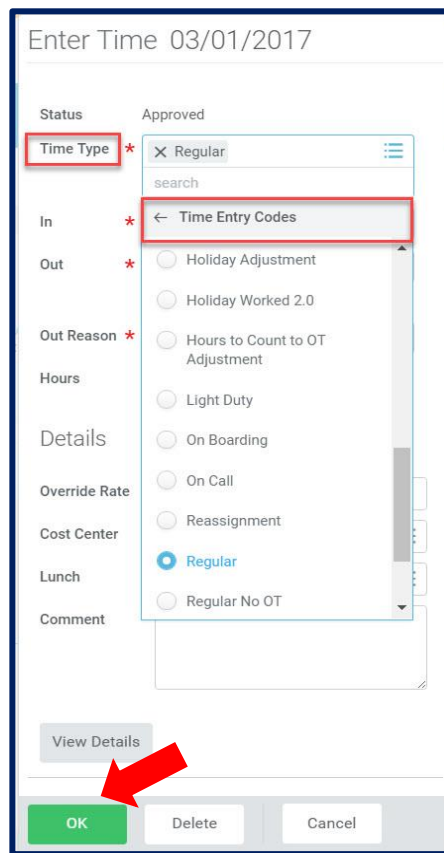 Enter Time 03/01/2017
Status Approved
Time Type * × Regular
search
← Time Entry Codes
In *
Out *
Holiday Adjustment
Holiday Worked 2.0
Out Reason *
Hours to Count to OT
Adjustment
Hours
Light Duty
Details
On Boarding
On Call
Override Rate
Reassignment
Cost Center
Regular
Lunch
Regular No OT
Comment
View Details
OK Delete Cancel